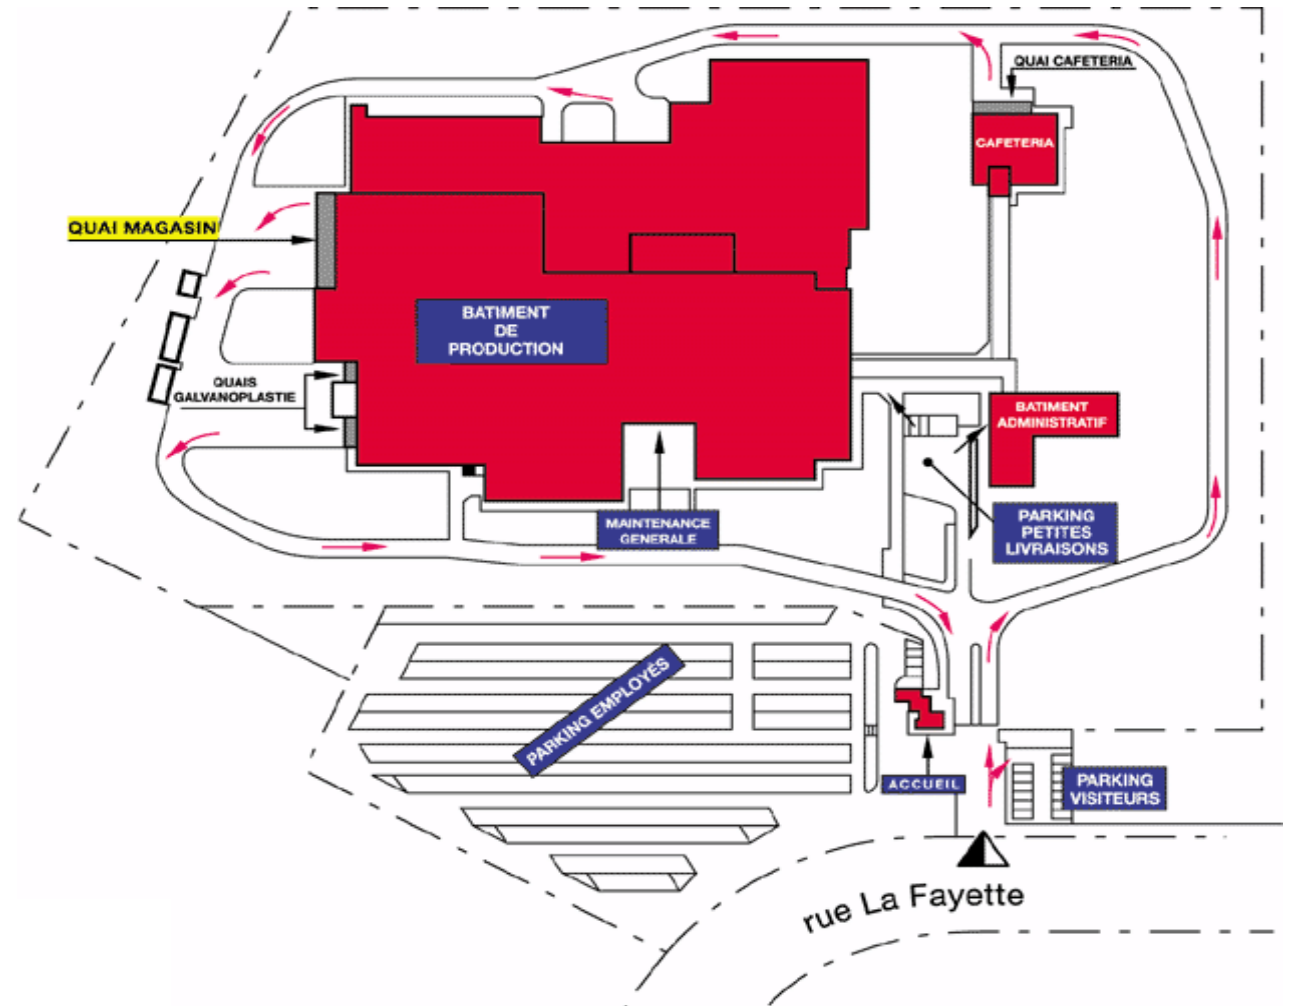 QUAI CAFETERIA
CAFETERIA
QUAI MAGASIN
BATIMENT
DE
PRODUCTION
QUAIS
GALVANOPLASTIE
BATIMENT
ADMINISTRATIF
MAINTENANCE
GENERALE
PARKING
PETITES
LIVRAISONS
PARKING EMPLOYÉS
ACCUEIL
PARKING
VISITEURS
rue La Fayette